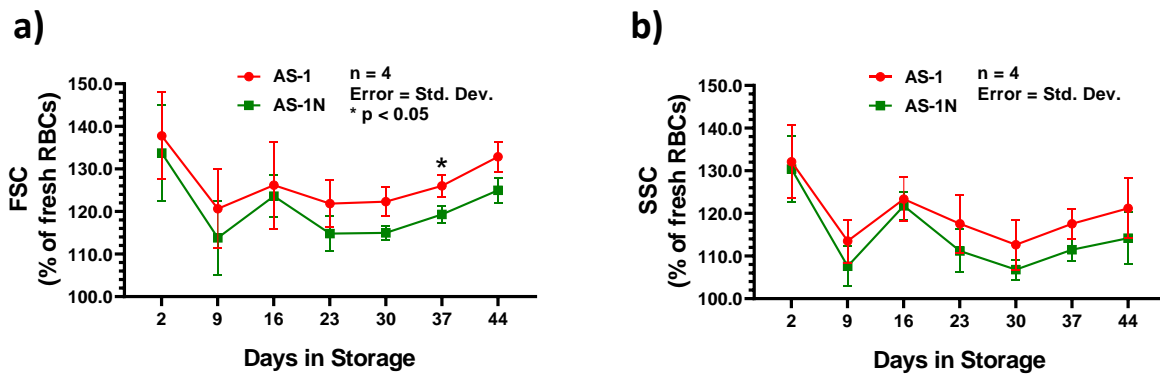 a)
AS-1
AS-1N
n = 4
Error = Std. Dev.
* p < 0.05
FSC
(% of fresh RBCs)
150.0
140.0
130.0
120.0
110.0
100.0
*
2 9 16 23 30 37 44
Days in Storage
b)
AS-1
AS-1N
n = 4
Error = Std. Dev.
SSC
(% of fresh RBCs)
150.0
140.0
130.0
120.0
110.0
100.0
2 9 16 23 30 37 44
Days in Storage